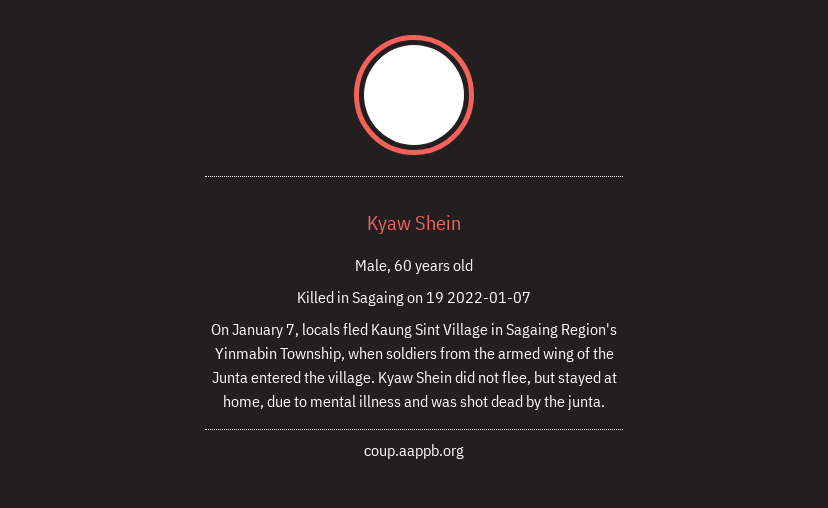 Kyaw Shein
Male, 60 years old
Killed in Sagaing on 19 2022-01-07
On January 7, locals fled Kaung Sint Village in Sagaing Region's
Yinmabin Township, when soldiers from the armed wing of the
Junta entered the village. Kyaw Shein did not flee, but stayed at
home, due to mental illness and was shot dead by the junta.
coup.aappb.org